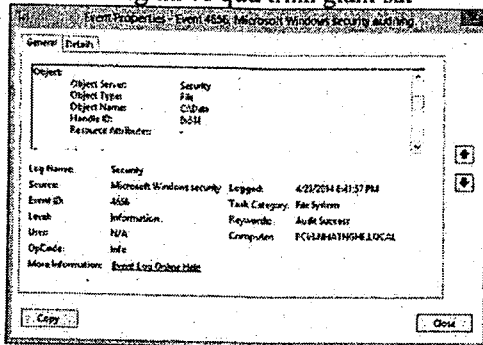 Event Properties - Event 4656, Microsoft Windows security auditing
General Details
Object:
Object Server: Security
Object Type: File
Object Name: C:\Data
Handle ID:
Resource Attributes: -
Log Name: Security
Source: Microsoft Windows security Logged: 4/23/2014 8:41:57 PM
Event ID: 4656 Task Category: File System
Level: Information Keywords: Audit Success
User: N/A Computer: .NHATNGHE.LOCAL
OpCode: Info
More Information: Event Log Online Help
Copy Close